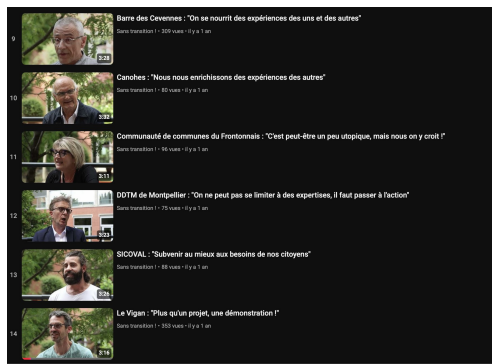 9
Barre des Cevennes : "On se nourrit des expériences des uns et des autres"
Sans transition ! • 309 vues • il y a 1 an
3:28
10
Canohes : "Nous nous enrichissons des expériences des autres"
Sans transition ! • 80 vues • il y a 1 an
3:32
11
Communauté de communes du Frontonnais : "C'est peut-être un peu utopique, mais nous on y croit !"
Sans transition ! • 96 vues • il y a 1 an
3:11
12
DDTM de Montpellier : "On ne peut pas se limiter à des expertises, il faut passer à l'action"
Sans transition ! • 75 vues • il y a 1 an
3:23
13
SICOVAL : "Subvenir au mieux aux besoins de nos citoyens"
Sans transition ! • 88 vues • il y a 1 an
3:26
14
Le Vigan : "Plus qu'un projet, une démonstration !"
Sans transition ! • 353 vues • il y a 1 an
3:16